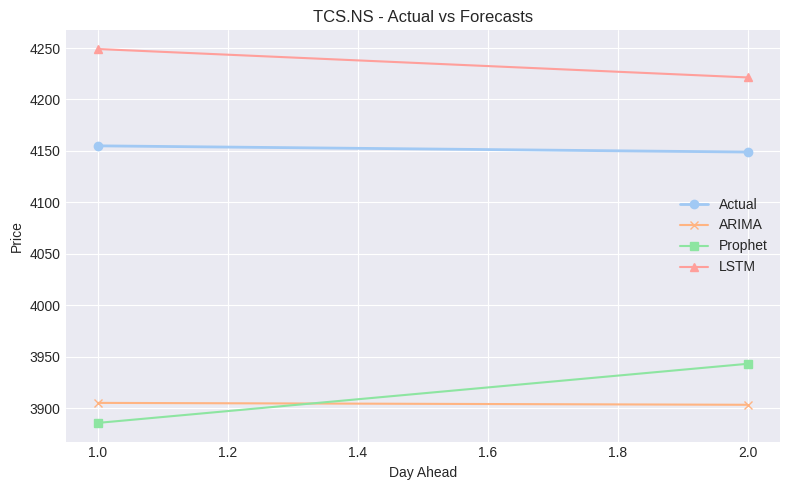 TCS.NS - Actual vs Forecasts
Price
4250
4200
4150
4100
4050
4000
3950
3900
Actual
ARIMA
Prophet
LSTM
1.0 1.2 1.4 1.6 1.8 2.0
Day Ahead